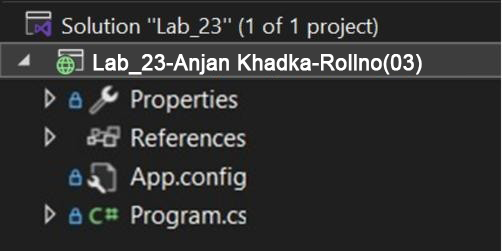 Solution "Lab_23" (1 of 1 project)
Lab_23-Anjan Khadka-Rollno(03)
Properties
References
App.config
C# Program.cs